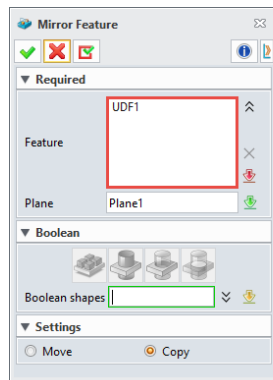 Mirror Feature
Required
UDF1
Feature
Plane Plane1
Boolean
Boolean shapes
Settings
Move Copy